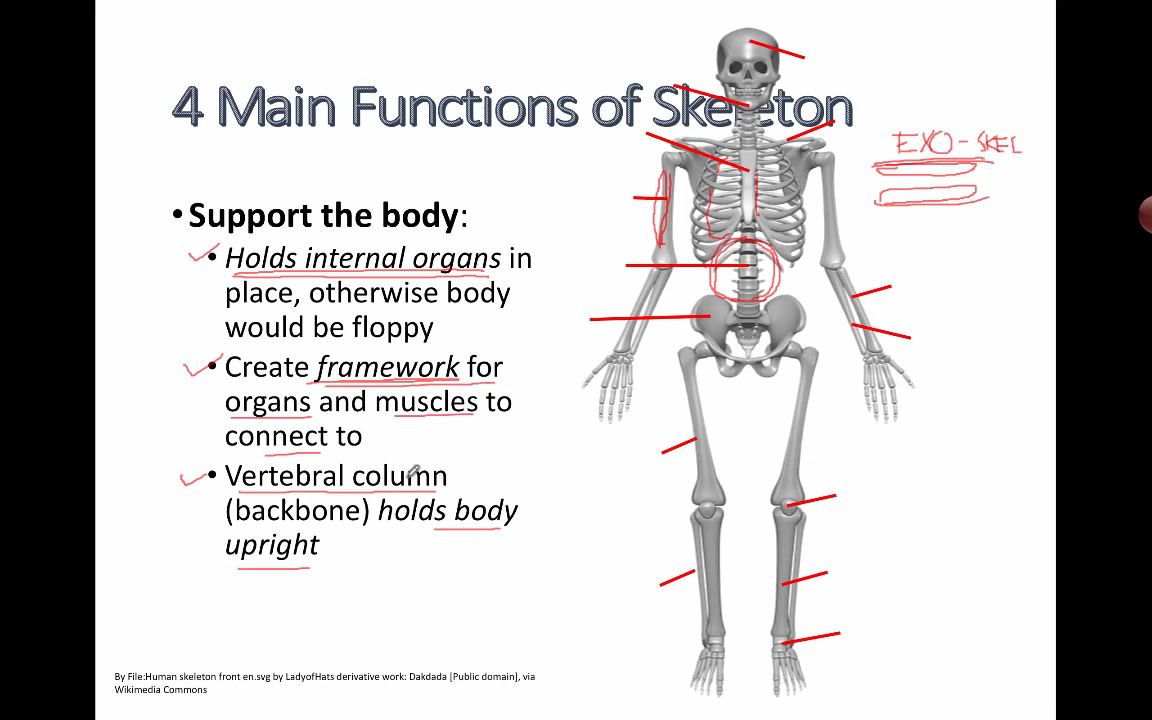 4 Main Functions of Skeleton
EXO-SKEL
• Support the body:
• Holds internal organs in
place, otherwise body
would be floppy
• Create framework for
organs and muscles to
connect to
• Vertebral column
(backbone) holds body
upright
By File:Human skeleton front en.svg by LadyofHats derivative work: Dakdada [Public domain], via
Wikimedia Commons